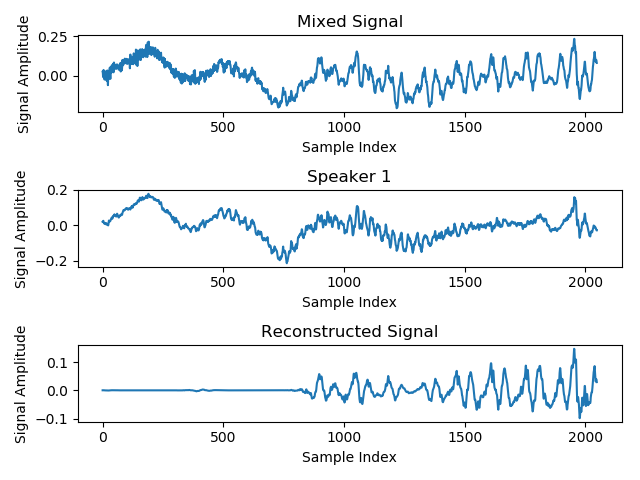 Mixed Signal
0.25
0.00
Signal Amplitude
0 500 1000 1500 2000
Sample Index
Speaker 1
0.2
0.0
−0.2
Signal Amplitude
0 500 1000 1500 2000
Sample Index
Reconstructed Signal
0.1
0.0
−0.1
Signal Amplitude
0 500 1000 1500 2000
Sample Index